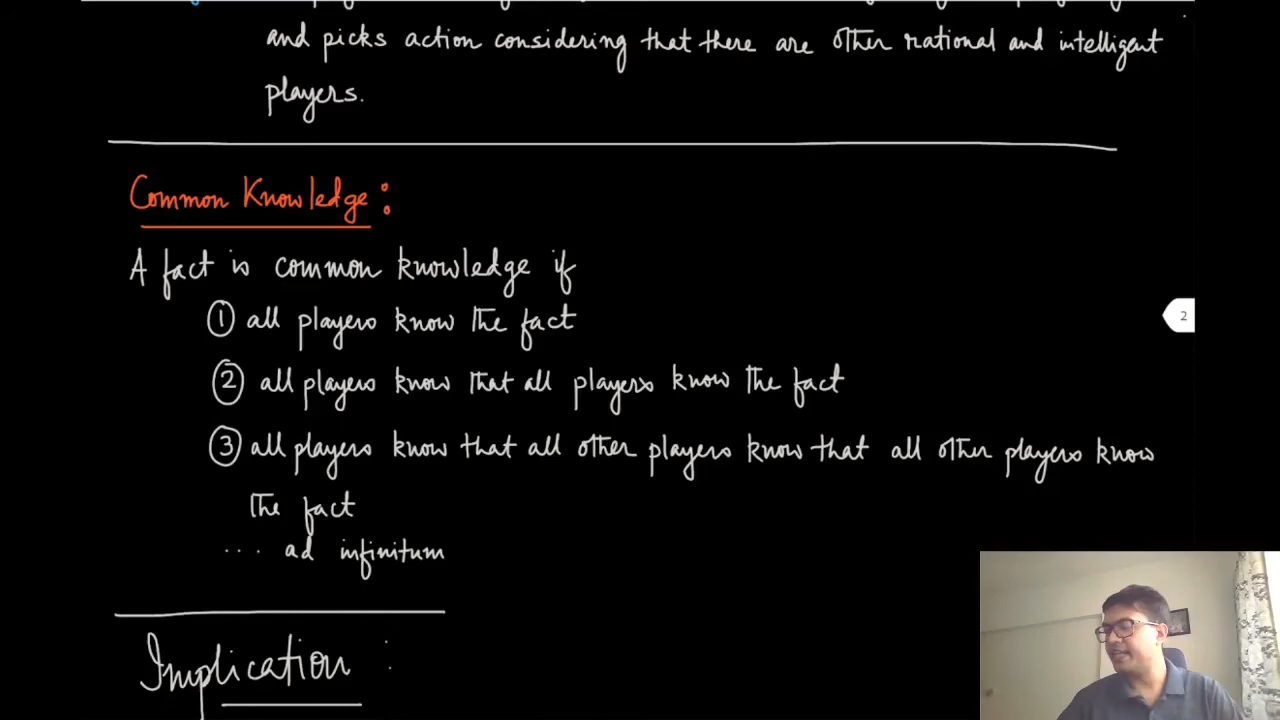 and picks action considering that there are other rational and intelligent
players.
Common Knowledge:
A fact is common knowledge if
① all players know the fact
② all players know that all players know the fact
③ all players know that all other players know that all other players know
the fact
... ad infinitum
Implication :
2